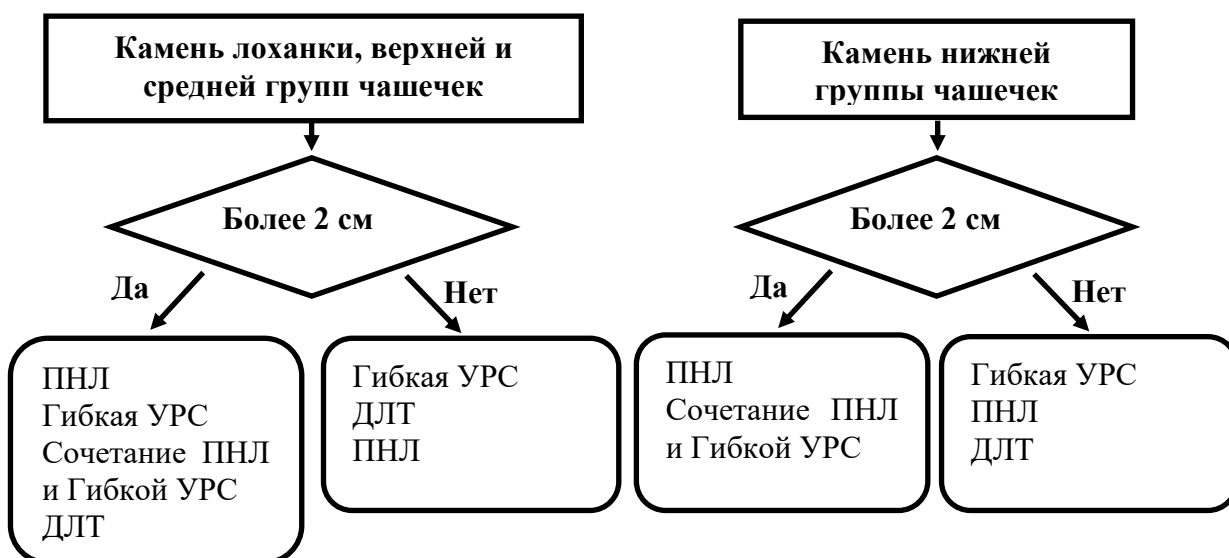 Камень лоханки, верхней и
средней групп чашечек
Более 2 см
Да
Нет
ПНЛ
Гибкая УРС
Сочетание ПНЛ
и Гибкой УРС
ДЛТ
Гибкая УРС
ДЛТ
ПНЛ
Камень нижней
группы чашечек
Более 2 см
Да
Нет
ПНЛ
Сочетание ПНЛ
и Гибкой УРС
Гибкая УРС
ПНЛ
ДЛТ